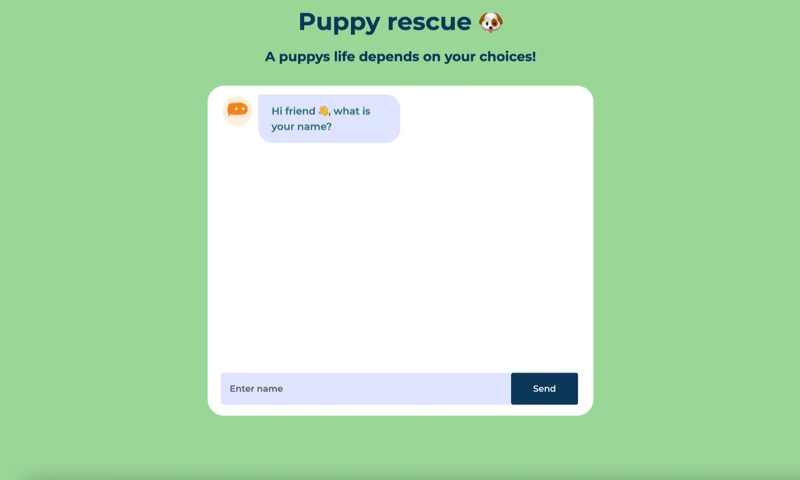 Puppy rescue 🐶
A puppys life depends on your choices!
Hi friend 👋, what is
your name?
Enter name
Send